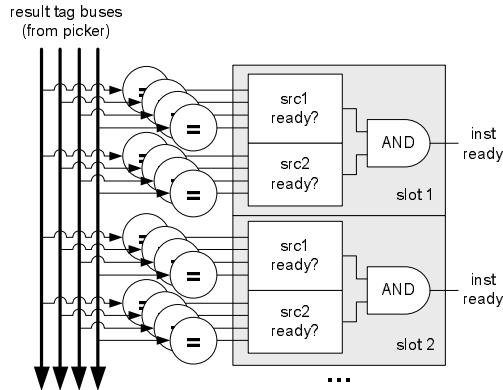 result tag buses
(from picker)
=
=
=
=
src1
ready?
AND
inst
ready
=
=
=
=
src2
ready?
slot 1
=
=
=
=
src1
ready?
AND
inst
ready
=
=
=
=
src2
ready?
slot 2
...